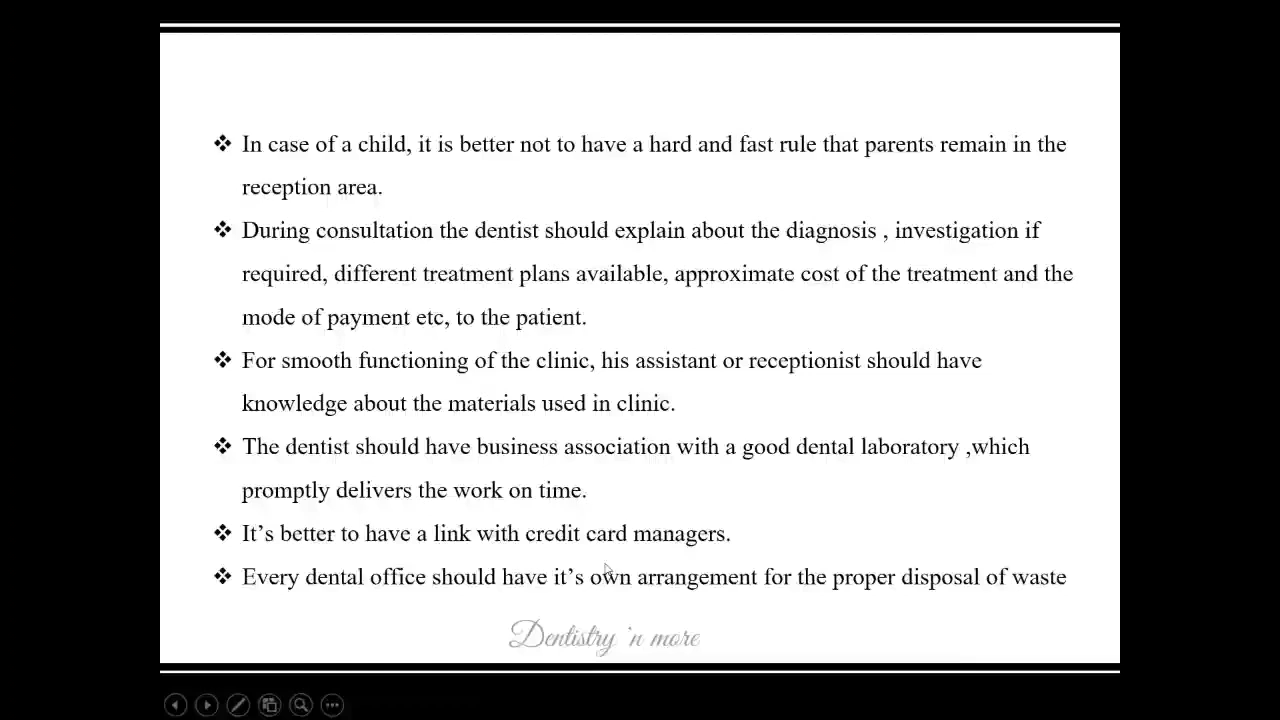 ❖ In case of a child, it is better not to have a hard and fast rule that parents remain in the
reception area.
❖ During consultation the dentist should explain about the diagnosis , investigation if
required, different treatment plans available, approximate cost of the treatment and the
mode of payment etc, to the patient.
❖ For smooth functioning of the clinic, his assistant or receptionist should have
knowledge about the materials used in clinic.
❖ The dentist should have business association with a good dental laboratory ,which
promptly delivers the work on time.
❖ It’s better to have a link with credit card managers.
❖ Every dental office should have it’s own arrangement for the proper disposal of waste
Dentistry 'n more